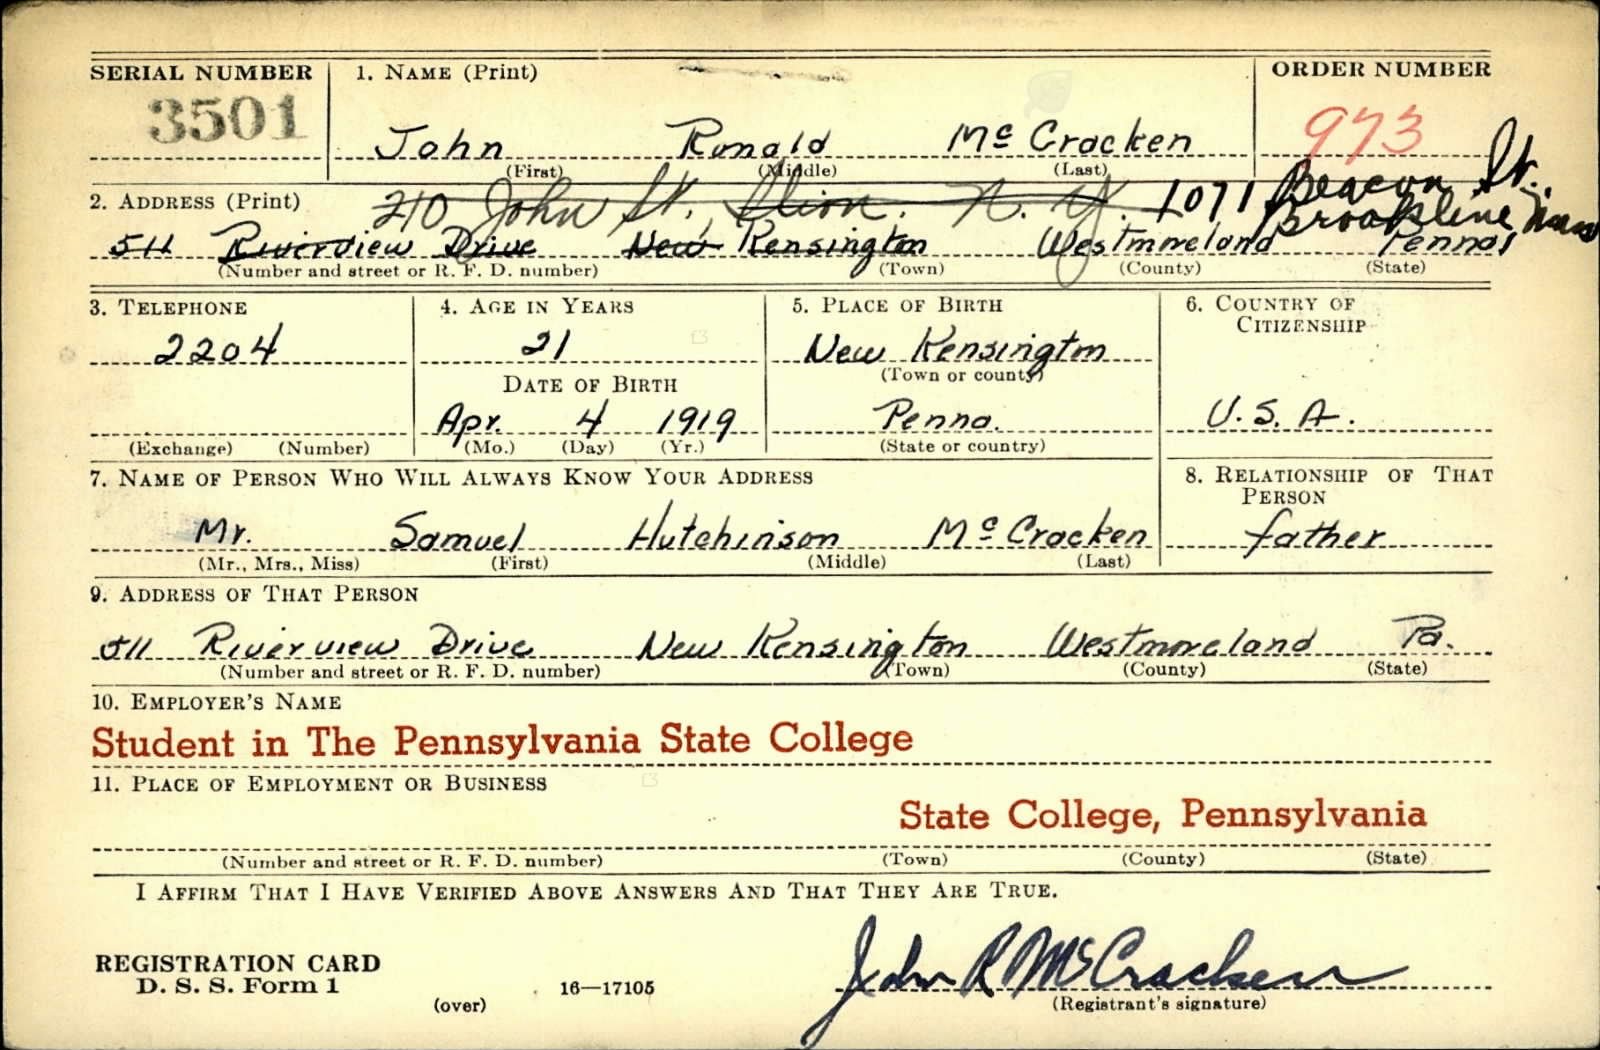 SERIAL NUMBER 1. NAME (Print) ORDER NUMBER
3501 John Ronald McCracken 973
(First) (Middle) (Last)
2. ADDRESS (Print) 210 John St. Ilion. N. Y. 1071 Beacon St.,
Brookline Mass
511 Riverview Drive New Kensington Westmoreland Penna
(Number and street or R. F. D. number) (Town) (County) (State)
3. TELEPHONE 4. AGE IN YEARS 5. PLACE OF BIRTH 6. COUNTRY OF
CITIZENSHIP
2204 21 New Kensington
(Town or county)
DATE OF BIRTH
Apr. 4 1919 Penna. U. S. A.
(Exchange) (Number) (Mo.) (Day) (Yr.) (State or country)
7. NAME OF PERSON WHO WILL ALWAYS KNOW YOUR ADDRESS 8. RELATIONSHIP OF THAT
PERSON
Mr. Samuel Hutchinson McCracken father
(Mr., Mrs., Miss) (First) (Middle) (Last)
9. ADDRESS OF THAT PERSON
511 Riverview Drive New Kensington Westmoreland Pa.
(Number and street or R. F. D. number) (Town) (County) (State)
10. EMPLOYER'S NAME
Student in The Pennsylvania State College
11. PLACE OF EMPLOYMENT OR BUSINESS
State College, Pennsylvania
(Number and street or R. F. D. number) (Town) (County) (State)
I AFFIRM THAT I HAVE VERIFIED ABOVE ANSWERS AND THAT THEY ARE TRUE.
REGISTRATION CARD
D. S. S. Form 1 16—17105 John R McCracken
(over) (Registrant's signature)